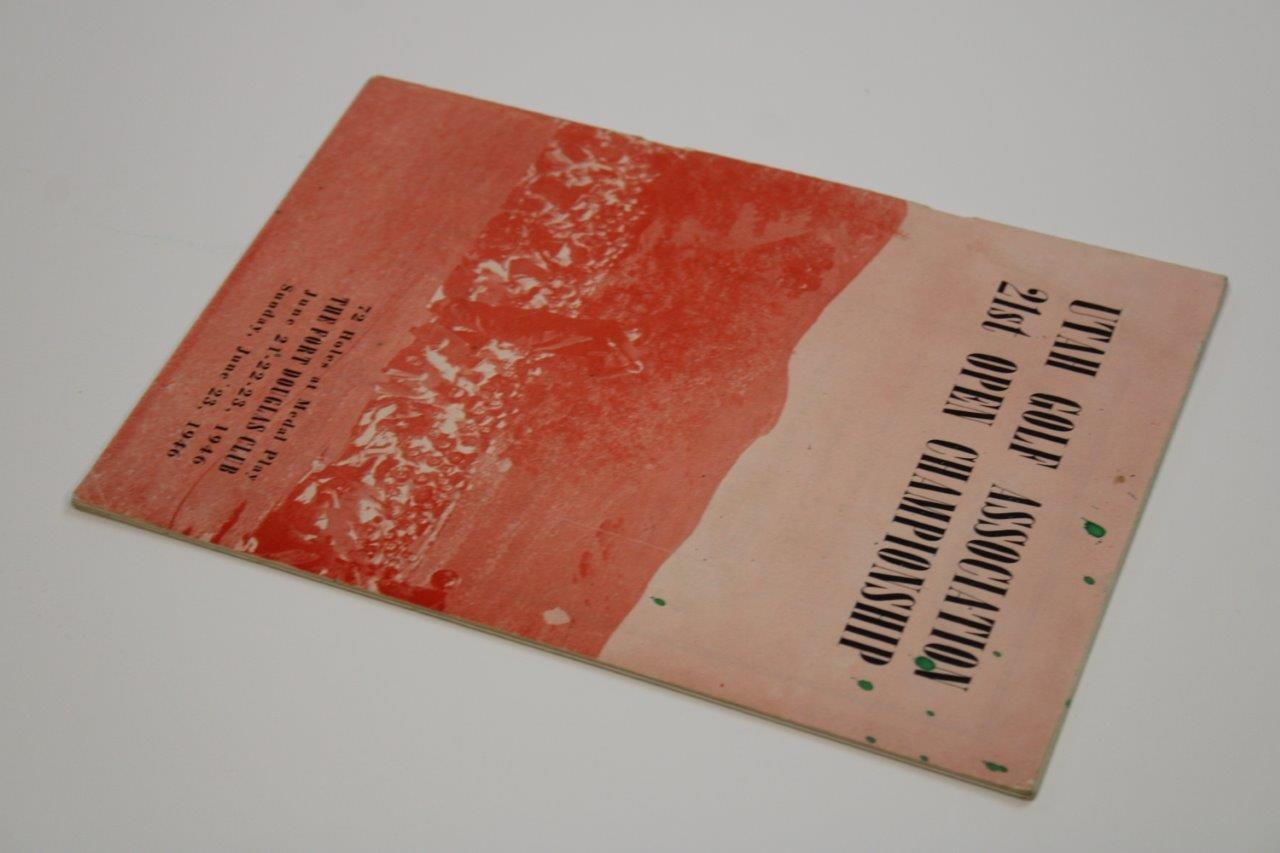 UTAH GOLF ASSOCIATION
21st OPEN CHAMPIONSHIP
72 Holes at Medal Play
THE FORT DOUGLAS CLUB
June 21-22-23, 1946
Sunday, June 23, 1946